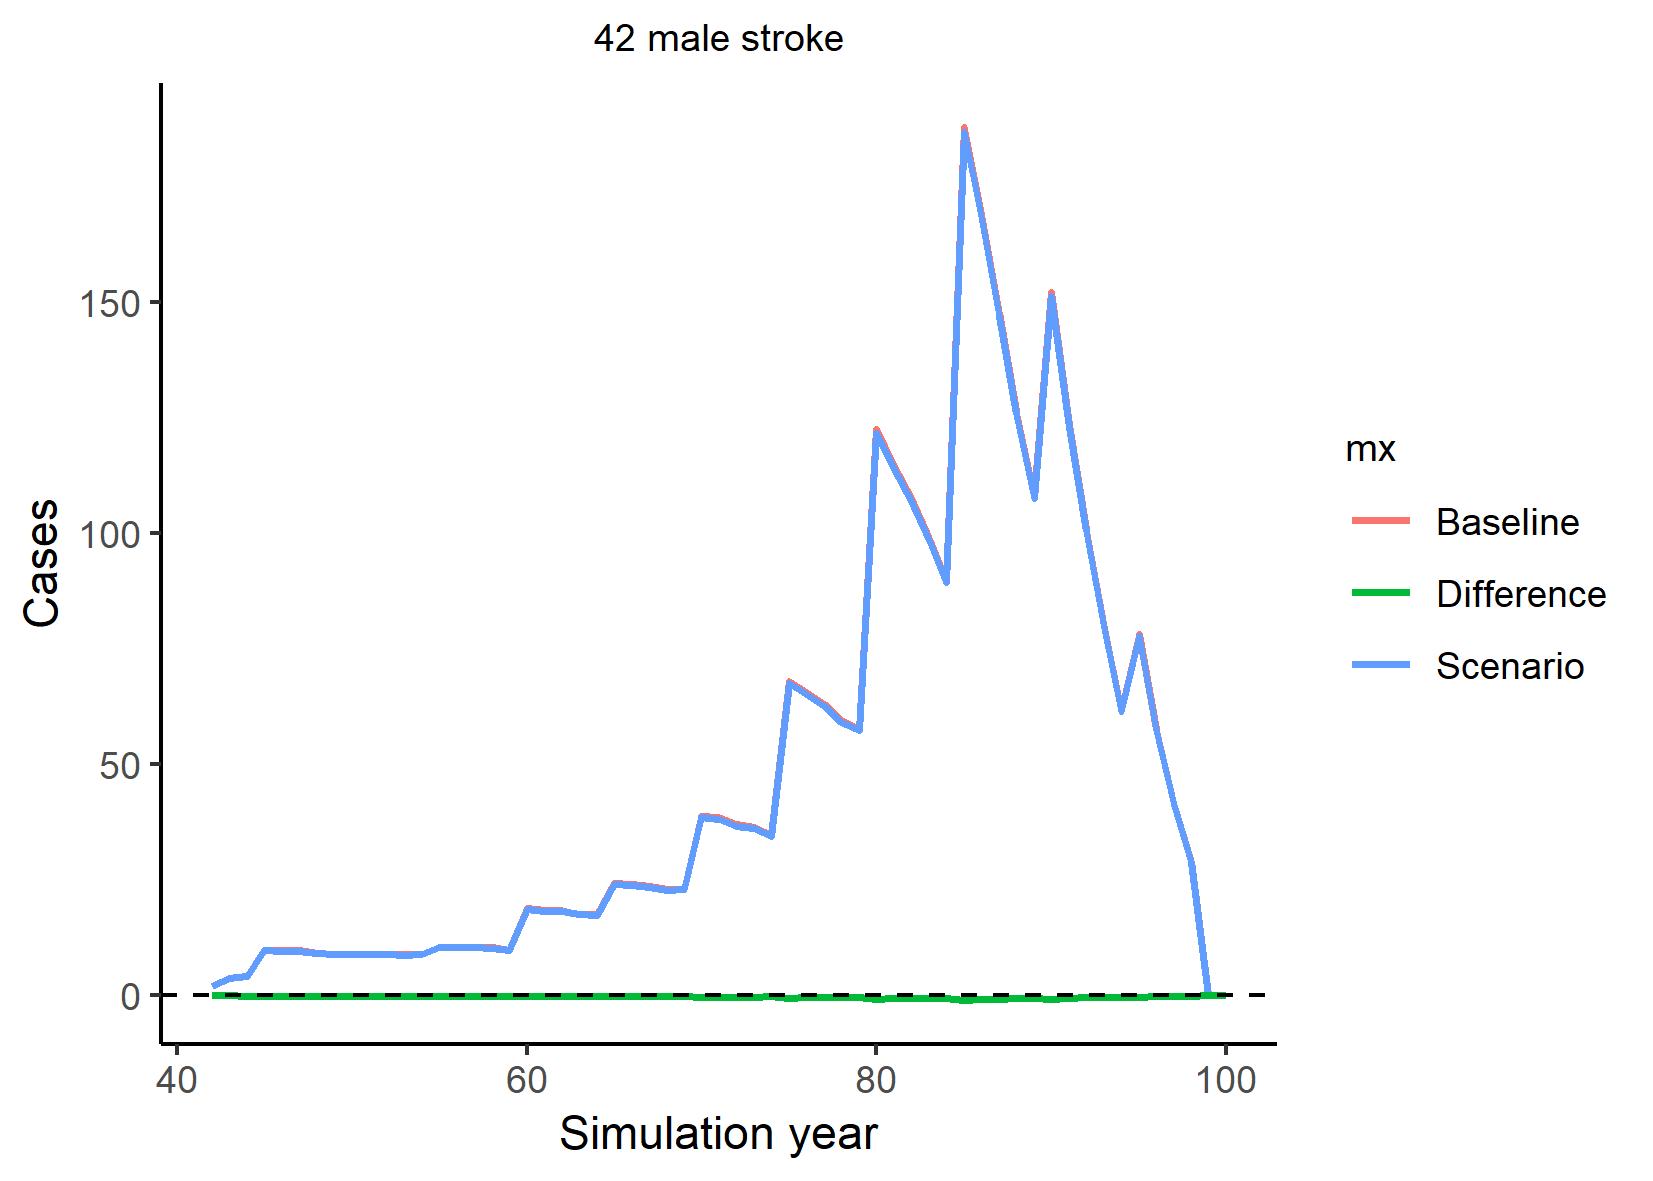 42 male stroke
Cases
150
100
50
0
40 60 80 100
Simulation year
mx
Baseline
Difference
Scenario